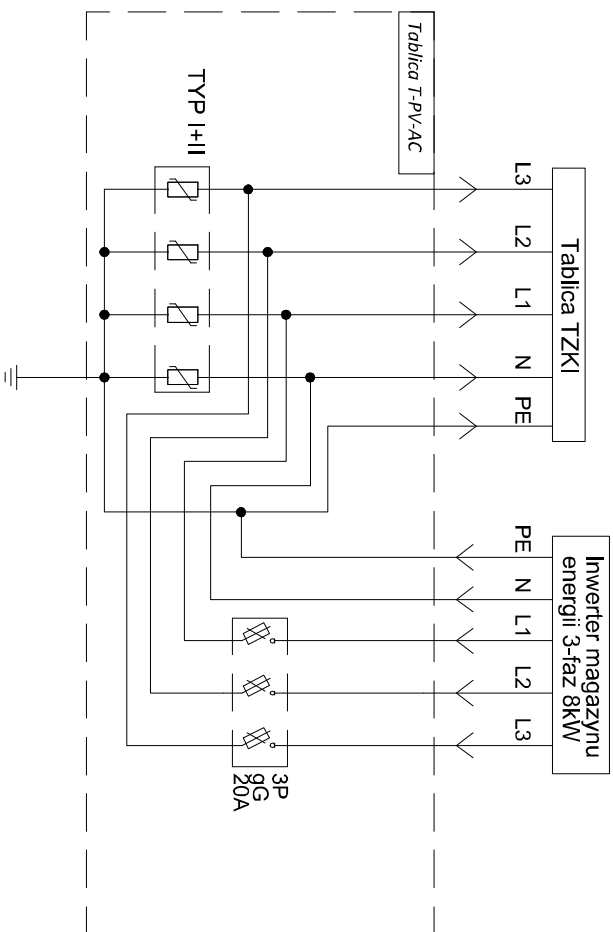 Tablica T-PV-AC
TYP I+II
Tablica TZKI
L3
L2
L1
N
PE
Inwerter magazynu
energii 3-faz 8kW
PE
N
L1
L2
L3
3P
gG
20A